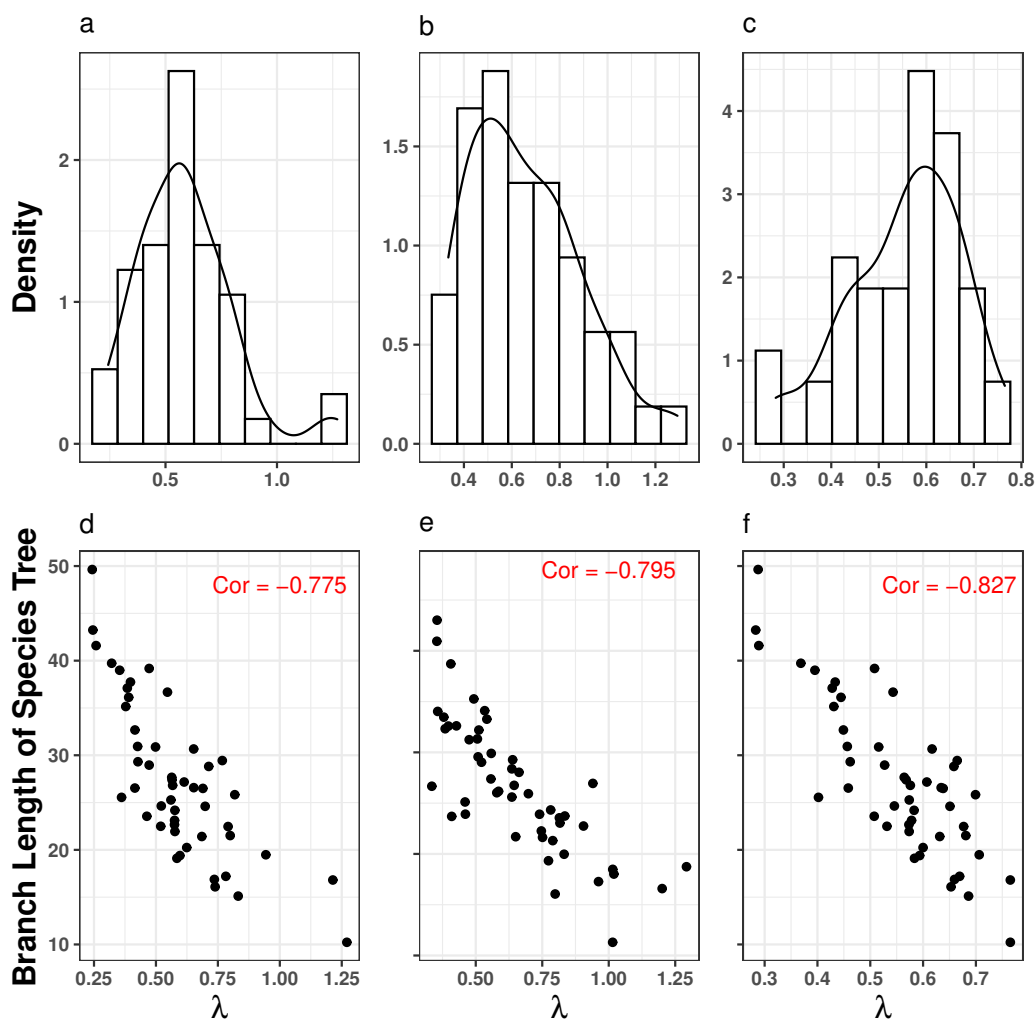 a b c
Density
2
1
0
1.5
1.0
0.5
0.0
4
3
2
1
0
0.5 1.0
0.4 0.6 0.8 1.0 1.2
0.3 0.4 0.5 0.6 0.7 0.8
d e f
Branch Length of Species Tree
50
40
30
20
10
Cor = −0.775
Cor = −0.795
Cor = −0.827
0.25 0.50 0.75 1.00 1.25
0.50 0.75 1.00 1.25
0.3 0.4 0.5 0.6 0.7
λ λ λ